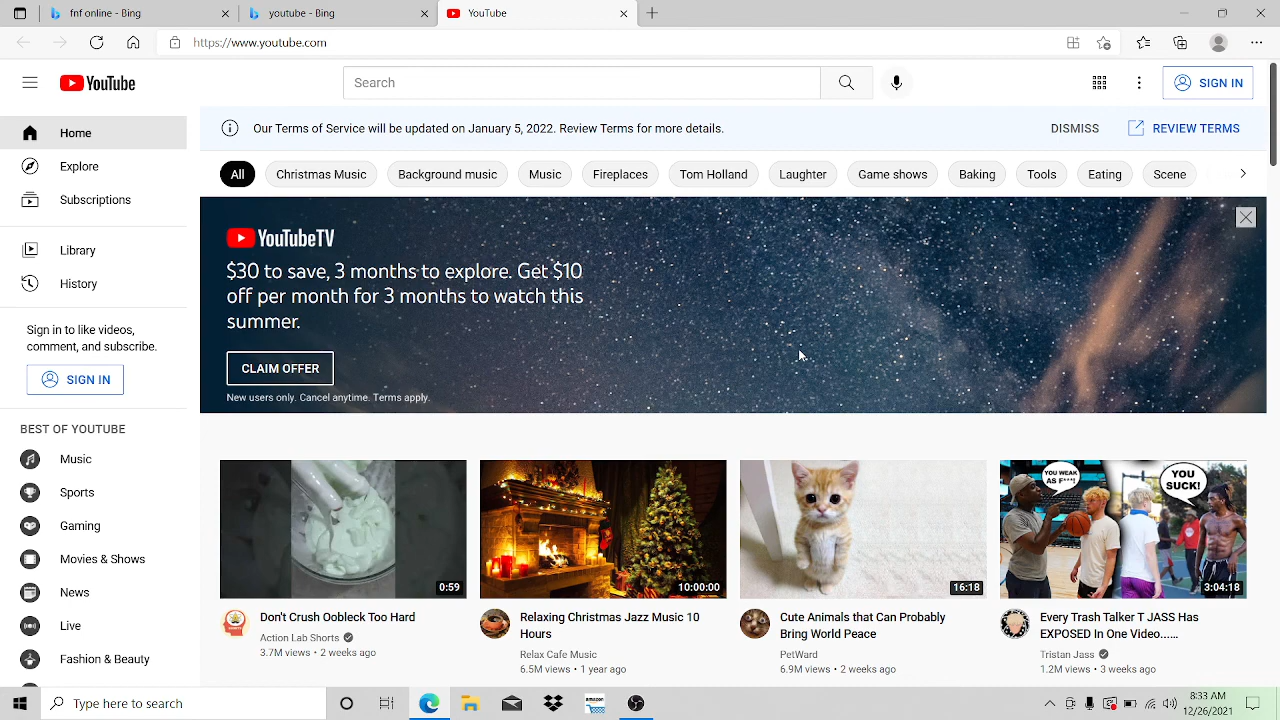 fnf online - Bing
youtube - Bing
YouTube
https://www.youtube.com
YouTube
Search
SIGN IN
Our Terms of Service will be updated on January 5, 2022. Review Terms for more details.
DISMISS
REVIEW TERMS
Home
Explore
Subscriptions
Library
History
Sign in to like videos,
comment, and subscribe.
SIGN IN
BEST OF YOUTUBE
Music
Sports
Gaming
Movies & Shows
News
Live
Fashion & Beauty
All
Christmas Music
Background music
Music
Fireplaces
Tom Holland
Laughter
Game shows
Baking
Tools
Eating
Scene
YouTubeTV
$30 to save, 3 months to explore. Get $10
off per month for 3 months to watch this
summer.
CLAIM OFFER
New users only. Cancel anytime. Terms apply.
0:59
Don't Crush Oobleck Too Hard
Action Lab Shorts
3.7M views • 2 weeks ago
10:00:00
Relaxing Christmas Jazz Music 10
Hours
Relax Cafe Music
6.5M views • 1 year ago
16:18
Cute Animals that Can Probably
Bring World Peace
PetWard
6.9M views • 2 weeks ago
YOU WEAK
AS F***!
YOU
SUCK!
3:04:18
Every Trash Talker T JASS Has
EXPOSED In One Video......
Tristan Jass
1.2M views • 3 weeks ago
Type here to search
amazon
8:33 AM
12/26/2021